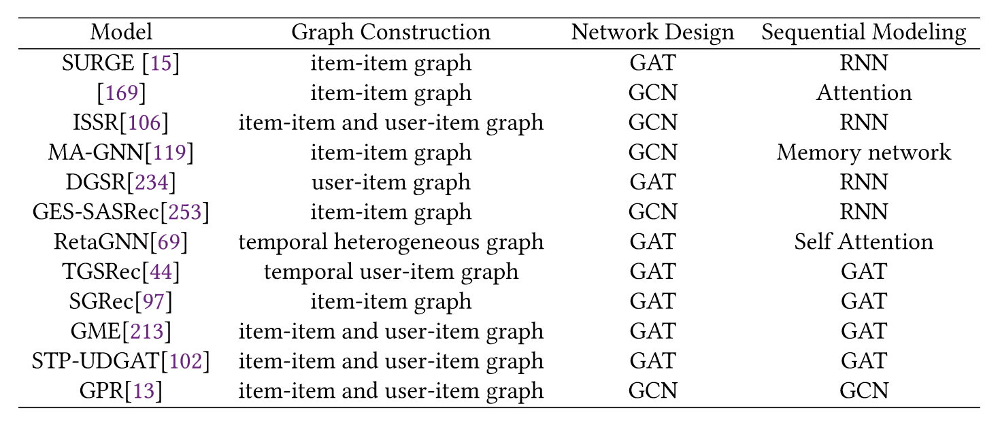 Model Graph Construction Network Design Sequential Modeling
SURGE [15] item-item graph GAT RNN
[169] item-item graph GCN Attention
ISSR[106] item-item and user-item graph GCN RNN
MA-GNN[119] item-item graph GCN Memory network
DGSR[234] user-item graph GAT RNN
GES-SASRec[253] item-item graph GCN RNN
RetaGNN[69] temporal heterogeneous graph GAT Self Attention
TGSRec[44] temporal user-item graph GAT GAT
SGRec[97] item-item graph GAT GAT
GME[213] item-item and user-item graph GAT GAT
STP-UDGAT[102] item-item and user-item graph GAT GAT
GPR[13] item-item and user-item graph GCN GCN